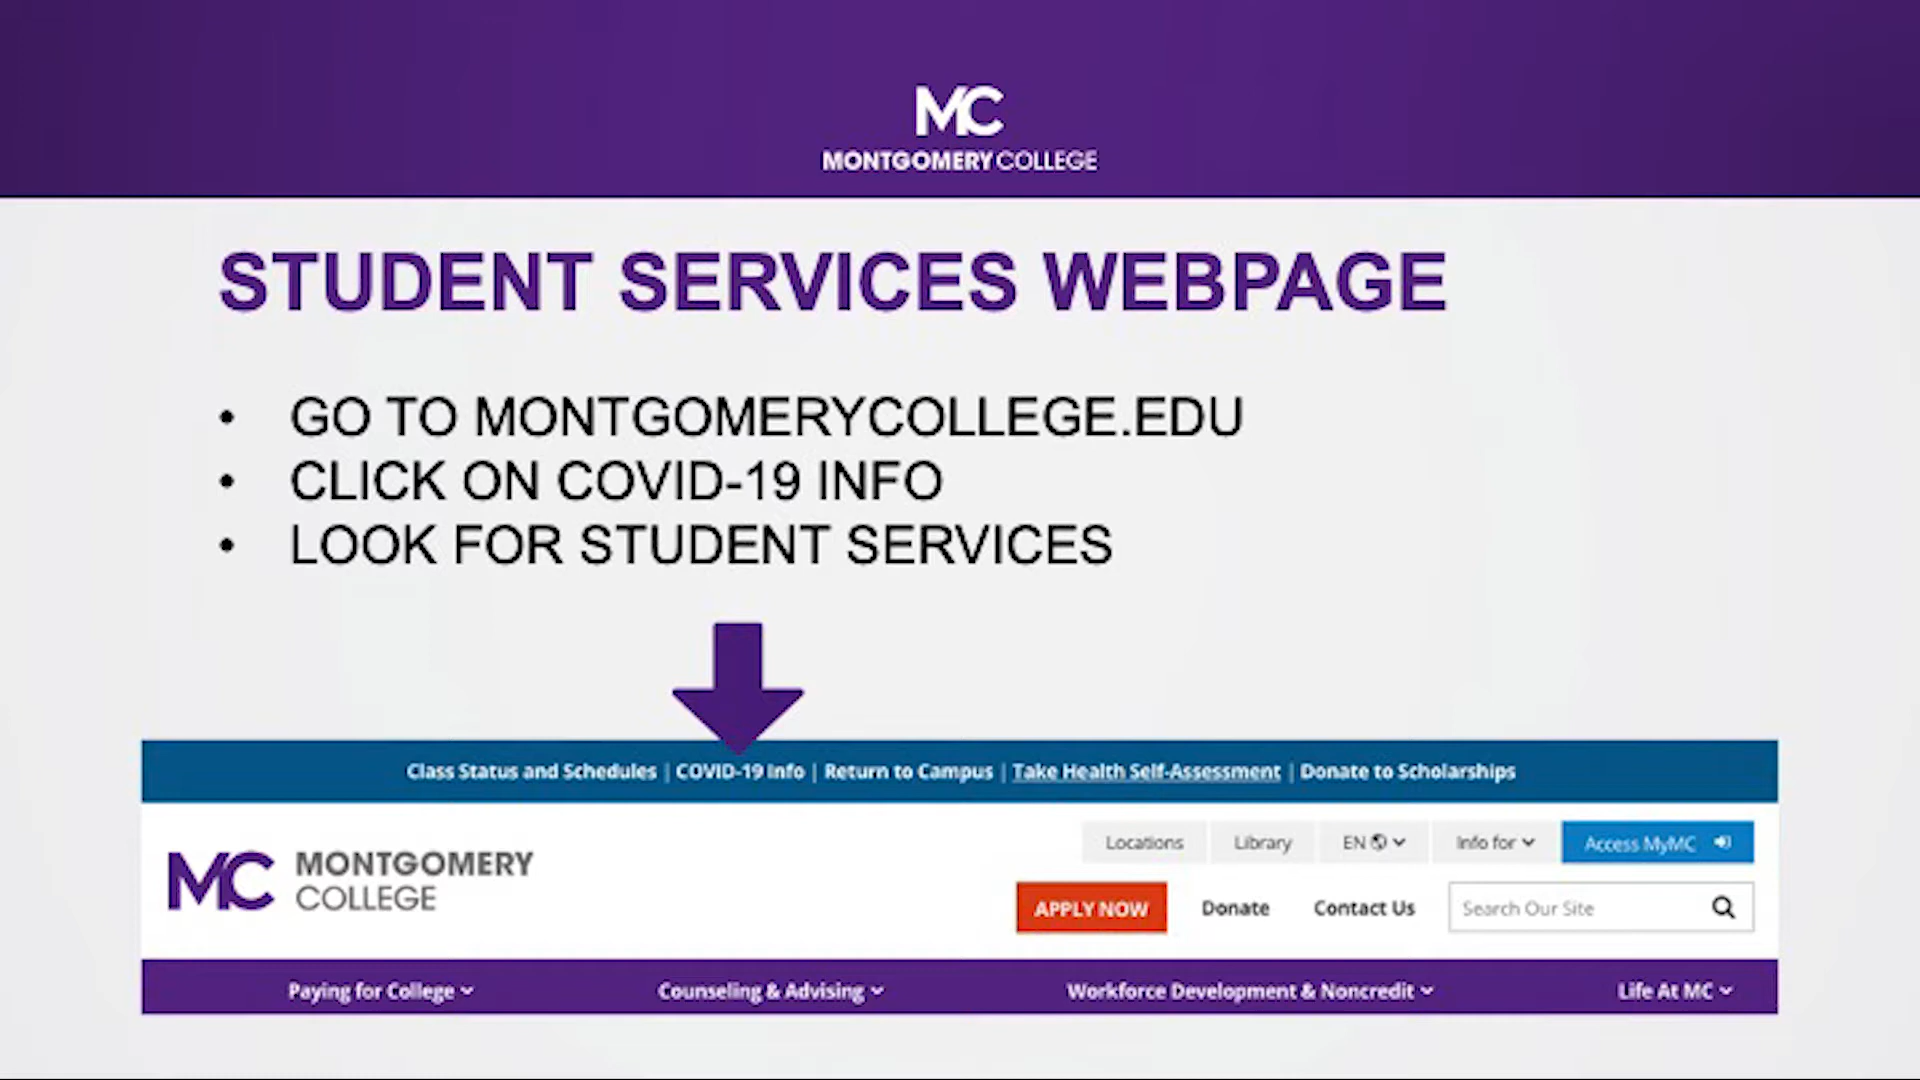 MC
MONTGOMERY COLLEGE
STUDENT SERVICES WEBPAGE
• GO TO MONTGOMERYCOLLEGE.EDU
• CLICK ON COVID-19 INFO
• LOOK FOR STUDENT SERVICES
Class Status and Schedules | COVID-19 Info | Return to Campus | Take Health Self-Assessment | Donate to Scholarships
Locations Library EN Info for Access MyMC
MC MONTGOMERY COLLEGE
APPLY NOW Donate Contact Us Search Our Site
Paying for College Counseling & Advising Workforce Development & Noncredit Life At MC